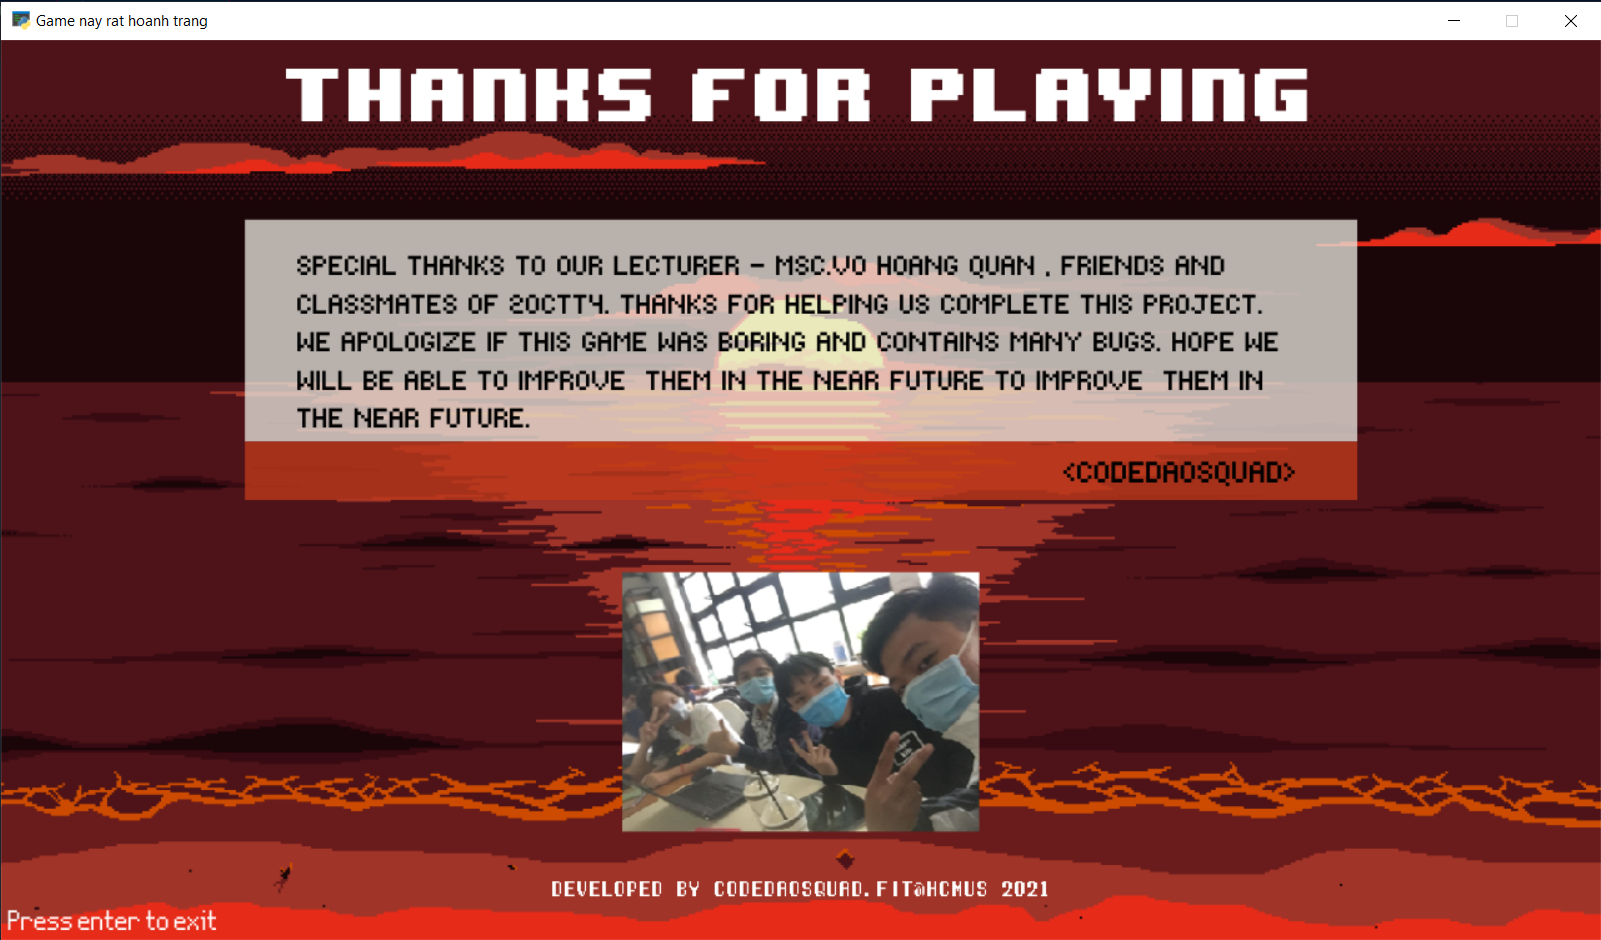 Game nay rat hoanh trang
THANKS FOR PLAYING
SPECIAL THANKS TO OUR LECTURER - MSC.VO HOANG QUAN , FRIENDS AND
CLASSMATES OF 20CTT4. THANKS FOR HELPING US COMPLETE THIS PROJECT.
WE APOLOGIZE IF THIS GAME WAS BORING AND CONTAINS MANY BUGS. HOPE WE
WILL BE ABLE TO IMPROVE THEM IN THE NEAR FUTURE TO IMPROVE THEM IN
THE NEAR FUTURE.
<CODEDAOSQUAD>
DEVELOPED BY CODEDAOSQUAD.FIT@HCMUS 2021
Press enter to exit